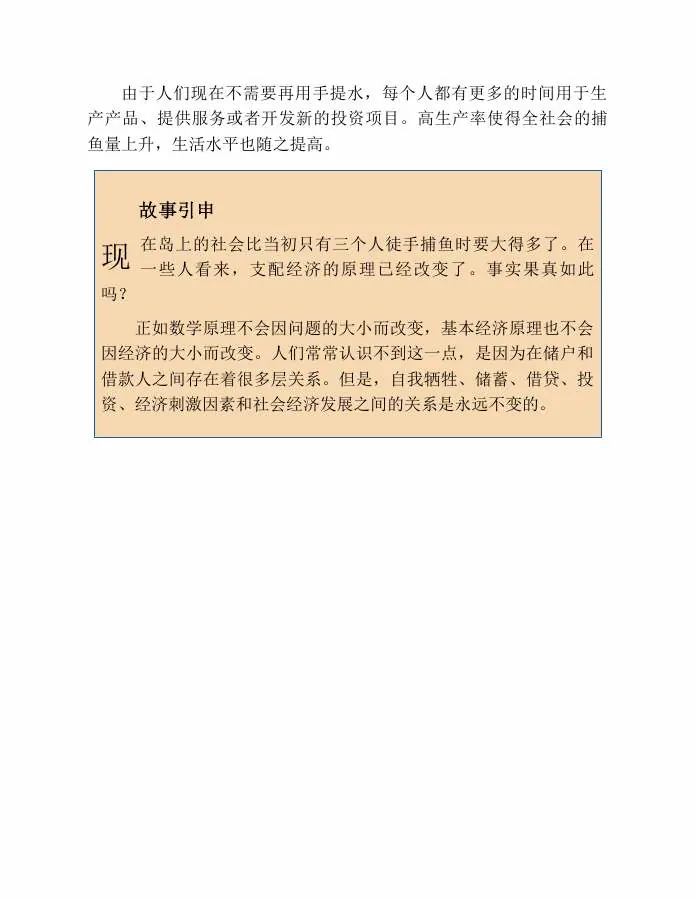 由于人们现在不需要再用手提水，每个人都有更多的时间用于生
产产品、提供服务或者开发新的投资项目。高生产率使得全社会的捕
鱼量上升，生活水平也随之提高。
故事引申
现在岛上的社会比当初只有三个人徒手捕鱼时要大得多了。在
一些人看来，支配经济的原理已经改变了。事实果真如此
吗？
正如数学原理不会因问题的大小而改变，基本经济原理也不会
因经济的大小而改变。人们常常认识不到这一点，是因为在储户和
借款人之间存在着很多层关系。但是，自我牺牲、储蓄、借贷、投
资、经济刺激因素和社会经济发展之间的关系是永远不变的。